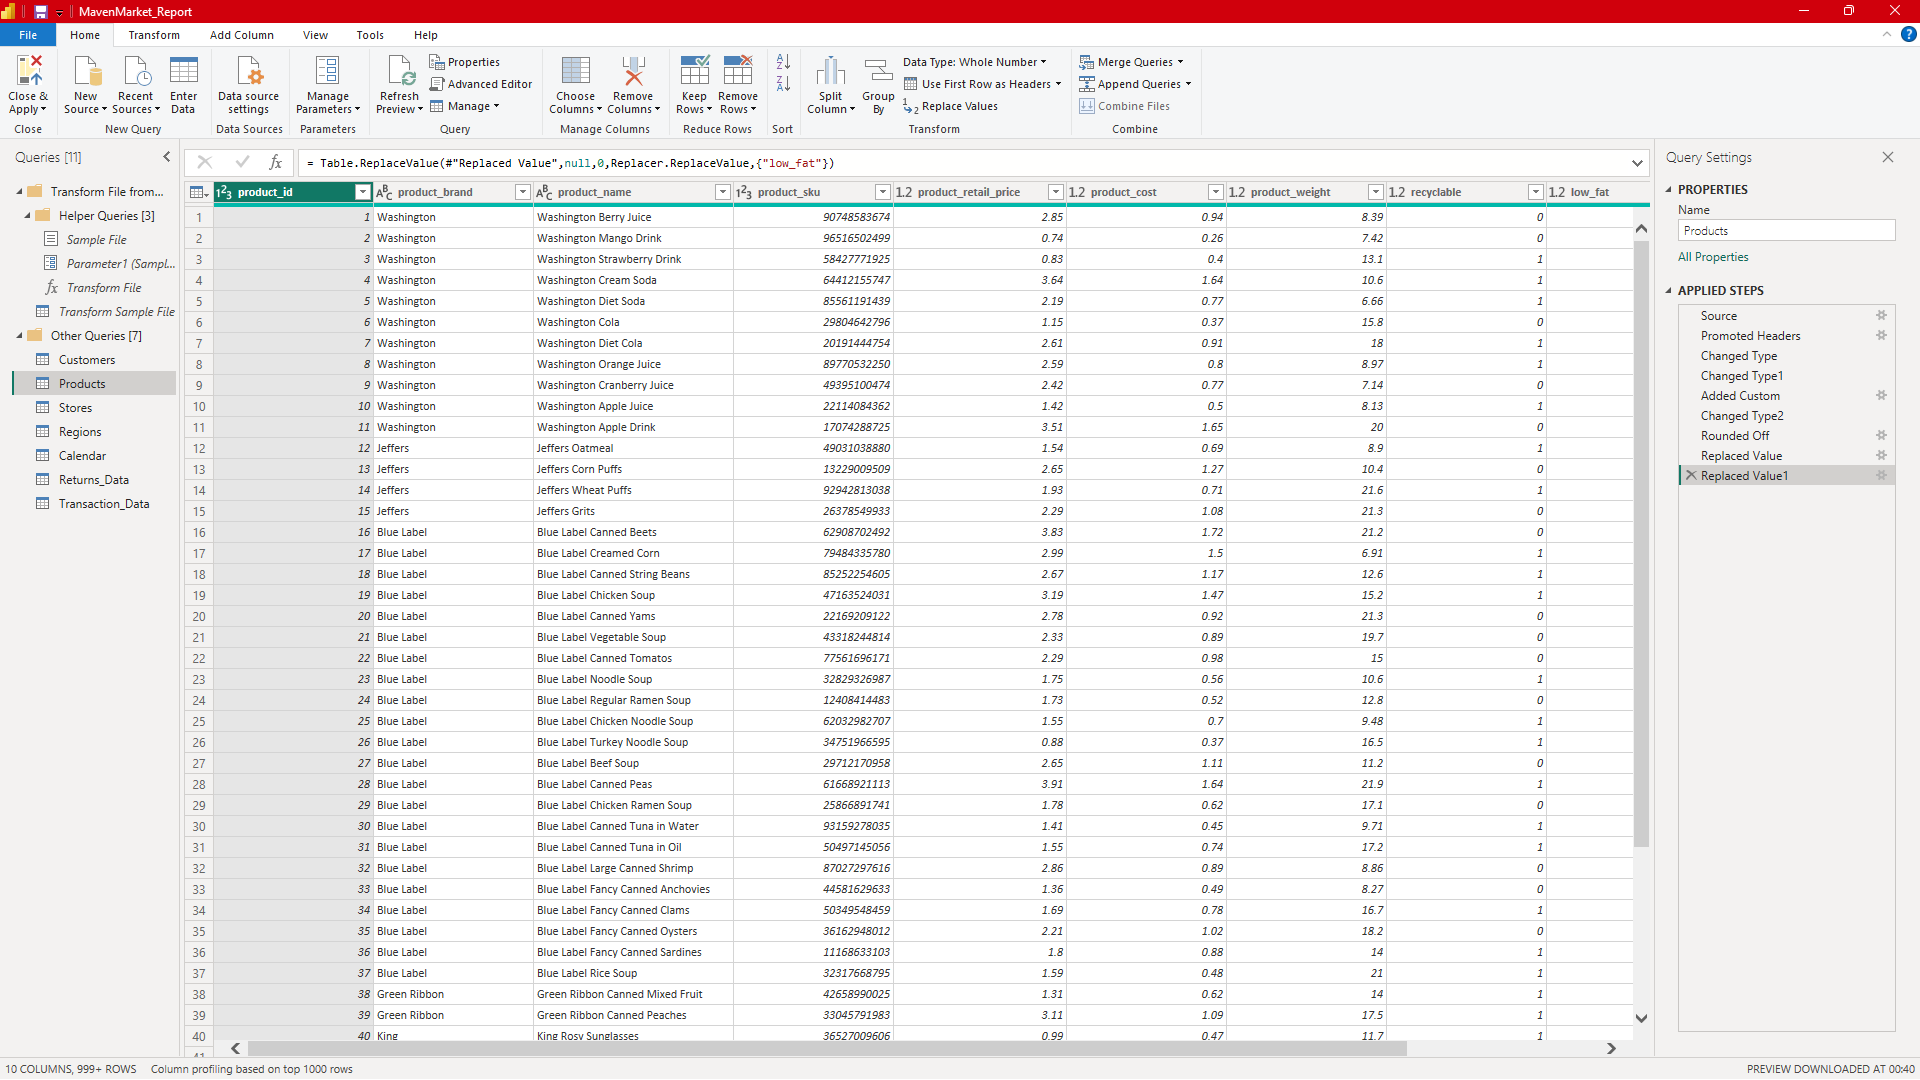 MavenMarket_Report
File Home Transform Add Column View Tools Help
Close & Apply
Close
New Source
Recent Sources
Enter Data
New Query
Data source settings
Data Sources
Manage Parameters
Parameters
Refresh Preview
Properties
Advanced Editor
Manage
Query
Choose Columns
Remove Columns
Manage Columns
Keep Rows
Remove Rows
Reduce Rows
Sort
Split Column
Group By
Data Type: Whole Number
Use First Row as Headers
Replace Values
Transform
Merge Queries
Append Queries
Combine Files
Combine
Queries [11]
Transform File from...
Helper Queries [3]
Sample File
Parameter1 (Sampl...
Transform File
Transform Sample File
Other Queries [7]
Customers
Products
Stores
Regions
Calendar
Returns_Data
Transaction_Data
= Table.ReplaceValue(#"Replaced Value",null,0,Replacer.ReplaceValue,{"low_fat"})
product_id product_brand product_name product_sku product_retail_price product_cost product_weight recyclable low_fat
1 1 Washington Washington Berry Juice 90748583674 2.85 0.94 8.39 0
2 2 Washington Washington Mango Drink 96516502499 0.74 0.26 7.42 0
3 3 Washington Washington Strawberry Drink 58427771925 0.83 0.4 13.1 1
4 4 Washington Washington Cream Soda 64412155747 3.64 1.64 10.6 1
5 5 Washington Washington Diet Soda 85561191439 2.19 0.77 6.66 1
6 6 Washington Washington Cola 29804642796 1.15 0.37 15.8 0
7 7 Washington Washington Diet Cola 20191444754 2.61 0.91 18 1
8 8 Washington Washington Orange Juice 89770532250 2.59 0.8 8.97 1
9 9 Washington Washington Cranberry Juice 49395100474 2.42 0.77 7.14 0
10 10 Washington Washington Apple Juice 22114084362 1.42 0.5 8.13 1
11 11 Washington Washington Apple Drink 17074288725 3.51 1.65 20 0
12 12 Jeffers Jeffers Oatmeal 49031038880 1.54 0.69 8.9 1
13 13 Jeffers Jeffers Corn Puffs 13229009509 2.65 1.27 10.4 0
14 14 Jeffers Jeffers Wheat Puffs 92942813038 1.93 0.71 21.6 1
15 15 Jeffers Jeffers Grits 26378549933 2.29 1.08 21.3 0
16 16 Blue Label Blue Label Canned Beets 62908702492 3.83 1.72 21.2 0
17 17 Blue Label Blue Label Creamed Corn 79484335780 2.99 1.5 6.91 1
18 18 Blue Label Blue Label Canned String Beans 85252254605 2.67 1.17 12.6 1
19 19 Blue Label Blue Label Chicken Soup 47163524031 3.19 1.47 15.2 1
20 20 Blue Label Blue Label Canned Yams 22169209122 2.78 0.92 21.3 0
21 21 Blue Label Blue Label Vegetable Soup 43318244814 2.33 0.89 19.7 0
22 22 Blue Label Blue Label Canned Tomatos 77561696171 2.29 0.98 15 0
23 23 Blue Label Blue Label Noodle Soup 32829326987 1.75 0.56 10.6 1
24 24 Blue Label Blue Label Regular Ramen Soup 12408414483 1.73 0.52 12.8 0
25 25 Blue Label Blue Label Chicken Noodle Soup 62032982707 1.55 0.7 9.48 1
26 26 Blue Label Blue Label Turkey Noodle Soup 34751966595 0.88 0.37 16.5 1
27 27 Blue Label Blue Label Beef Soup 29712170958 2.65 1.11 11.2 0
28 28 Blue Label Blue Label Canned Peas 61668921113 3.91 1.64 21.9 1
29 29 Blue Label Blue Label Chicken Ramen Soup 25866891741 1.78 0.62 17.1 0
30 30 Blue Label Blue Label Canned Tuna in Water 93159278035 1.41 0.45 9.71 1
31 31 Blue Label Blue Label Canned Tuna in Oil 50497145056 1.55 0.74 17.2 1
32 32 Blue Label Blue Label Large Canned Shrimp 87027297616 2.86 0.89 8.86 0
33 33 Blue Label Blue Label Fancy Canned Anchovies 44581629633 1.36 0.49 8.27 0
34 34 Blue Label Blue Label Fancy Canned Clams 50349548459 1.69 0.78 16.7 1
35 35 Blue Label Blue Label Fancy Canned Oysters 36162948012 2.21 1.02 18.2 0
36 36 Blue Label Blue Label Fancy Canned Sardines 11168633103 1.8 0.88 14 1
37 37 Blue Label Blue Label Rice Soup 32317668795 1.59 0.48 21 1
38 38 Green Ribbon Green Ribbon Canned Mixed Fruit 42658990025 1.31 0.62 14 1
39 39 Green Ribbon Green Ribbon Canned Peaches 33045791983 3.11 1.09 17.5 1
40 40 King King Rosy Sunglasses 36527009606 0.99 0.47 11.7 1
41
Query Settings
PROPERTIES
Name
Products
All Properties
APPLIED STEPS
Source
Promoted Headers
Changed Type
Changed Type1
Added Custom
Changed Type2
Rounded Off
Replaced Value
Replaced Value1
10 COLUMNS, 999+ ROWS Column profiling based on top 1000 rows
PREVIEW DOWNLOADED AT 00:40